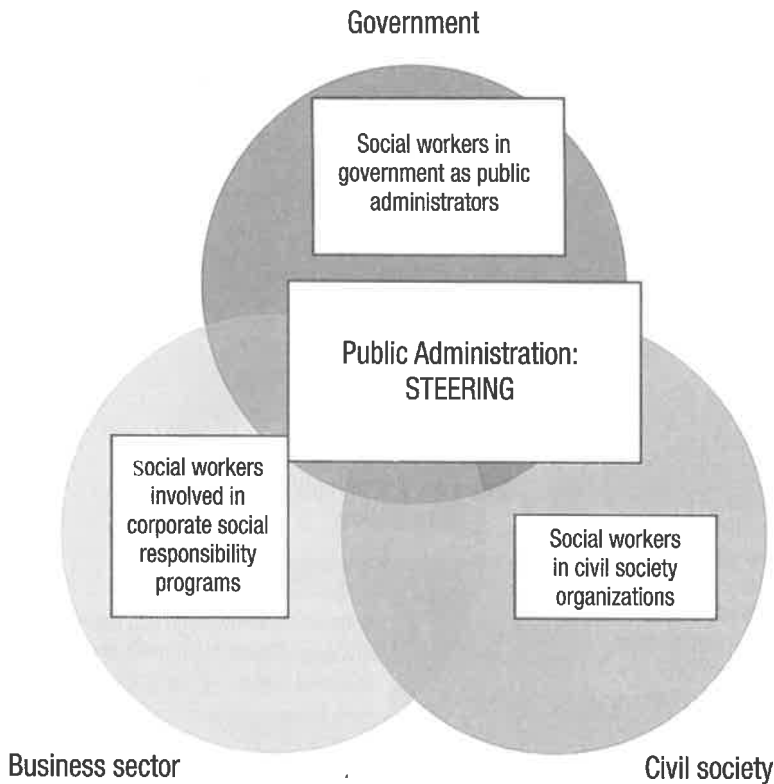 Government
Social workers in
government as public
administrators
Public Administration:
STEERING
social workers
involved in
corporate social
responsibility
programs
Social workers
in civil society
organizations
Business sector
Civil society